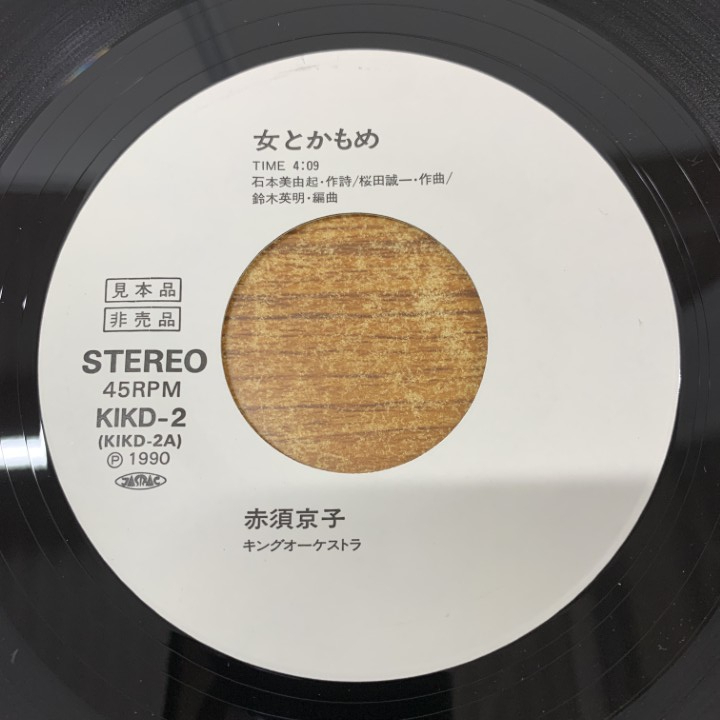 女とかもめ
TIME 4:09
石本美由起・作詩/桜田誠一・作曲/
鈴木英明・編曲
見本品
非売品
STEREO
45RPM
KIKD-2
(KIKD-2A)
Ⓟ 1990
JASRAC
赤須京子
キングオーケストラ